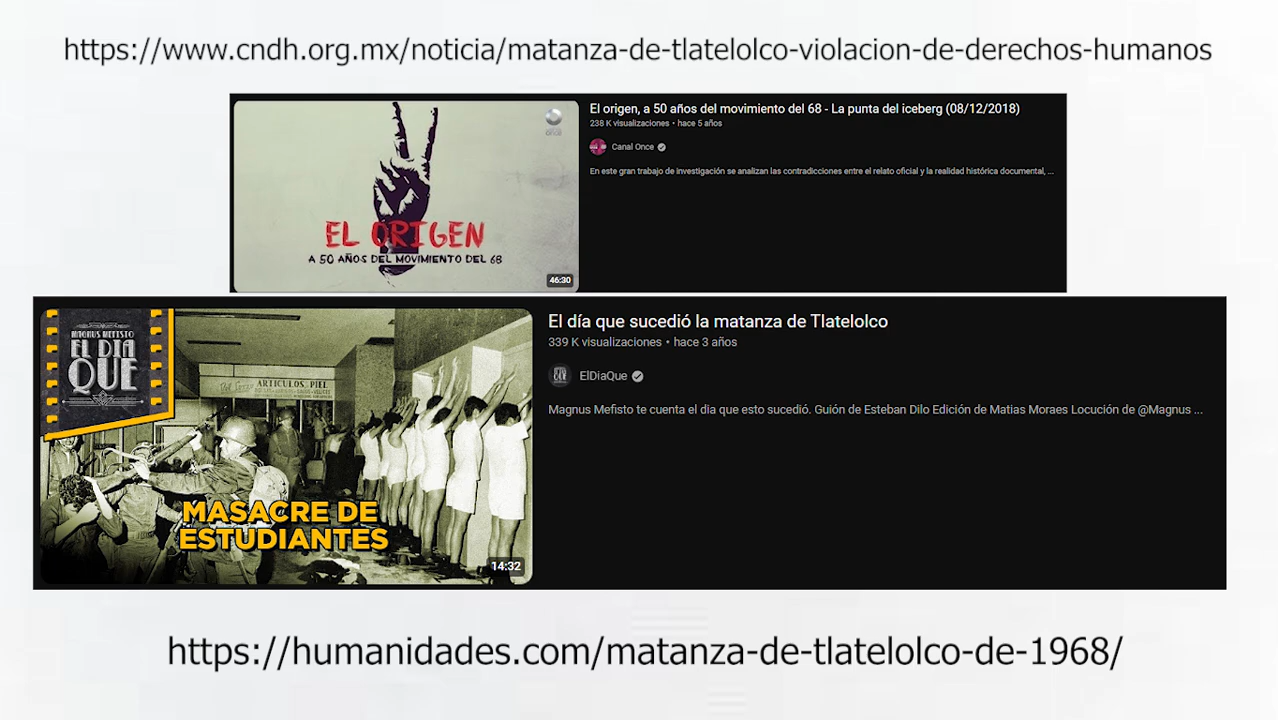 https://www.cndh.org.mx/noticia/matanza-de-tlatelolco-violacion-de-derechos-humanos
El origen, a 50 años del movimiento del 68 - La punta del iceberg (08/12/2018)
238 K visualizaciones • hace 5 años
Canal Once
En este gran trabajo de investigación se analizan las contradicciones entre el relato oficial y la realidad histórica documental, ...
EL ORIGEN
A 50 AÑOS DEL MOVIMIENTO DEL 68
46:30
El día que sucedió la matanza de Tlatelolco
339 K visualizaciones • hace 3 años
ElDiaQue
Magnus Mefisto te cuenta el dia que esto sucedió. Guión de Esteban Dilo Edición de Matias Moraes Locución de @Magnus ...
MAGNUS MEFISTO
EL DIA
QUE
ARTICULOS PIEL
MASACRE DE
ESTUDIANTES
14:32
https://humanidades.com/matanza-de-tlatelolco-de-1968/